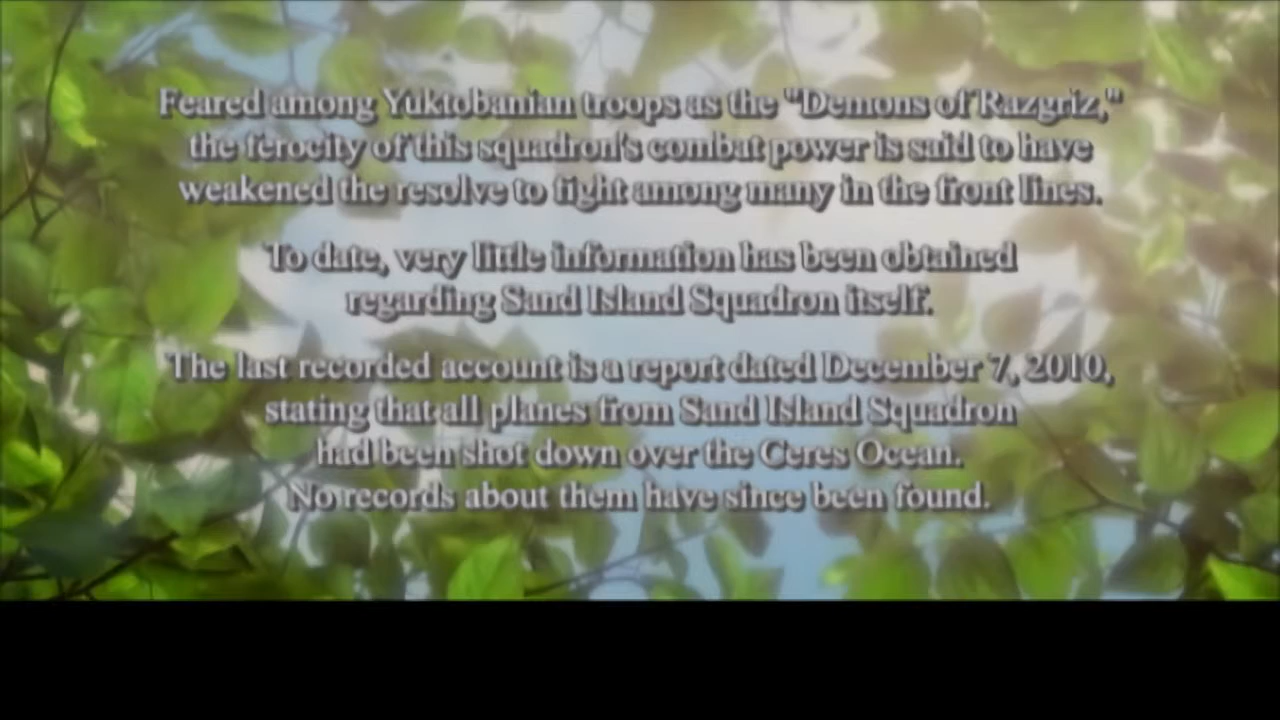 Feared among Yuktobanian troops as the "Demons of Razgriz,"
the ferocity of this squadron's combat power is said to have
weakened the resolve to fight among many in the front lines.
To date, very little information has been obtained
regarding Sand Island Squadron itself.
The last recorded account is a report dated December 7, 2010,
stating that all planes from Sand Island Squadron
had been shot down over the Ceres Ocean.
No records about them have since been found.